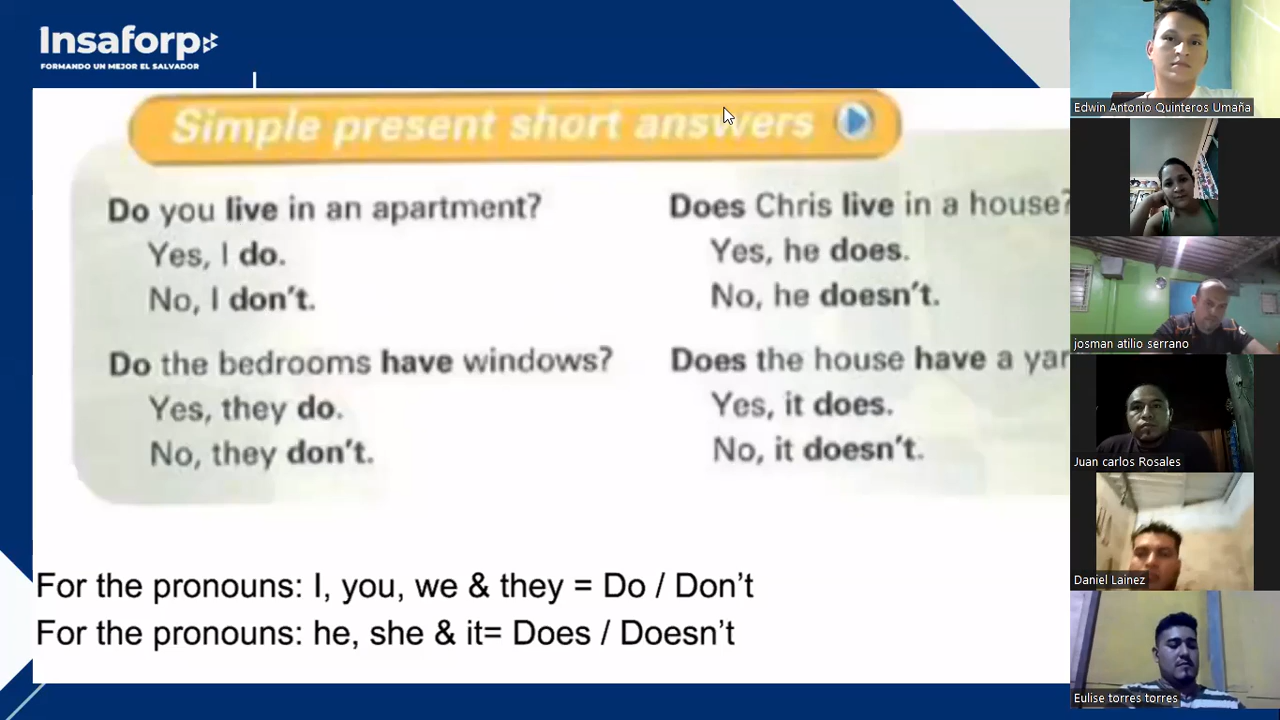 Insaforp
FORMANDO UN MEJOR EL SALVADOR
Simple present short answers
Do you live in an apartment?
Yes, I do.
No, I don't.
Do the bedrooms have windows?
Yes, they do.
No, they don't.
Does Chris live in a house?
Yes, he does.
No, he doesn't.
Does the house have a yar
Yes, it does.
No, it doesn't.
For the pronouns: I, you, we & they = Do / Don't
For the pronouns: he, she & it= Does / Doesn't
Edwin Antonio Quinteros Umaña
josman atilio serrano
Juan carlos Rosales
Daniel Lainez
Eulise torres torres